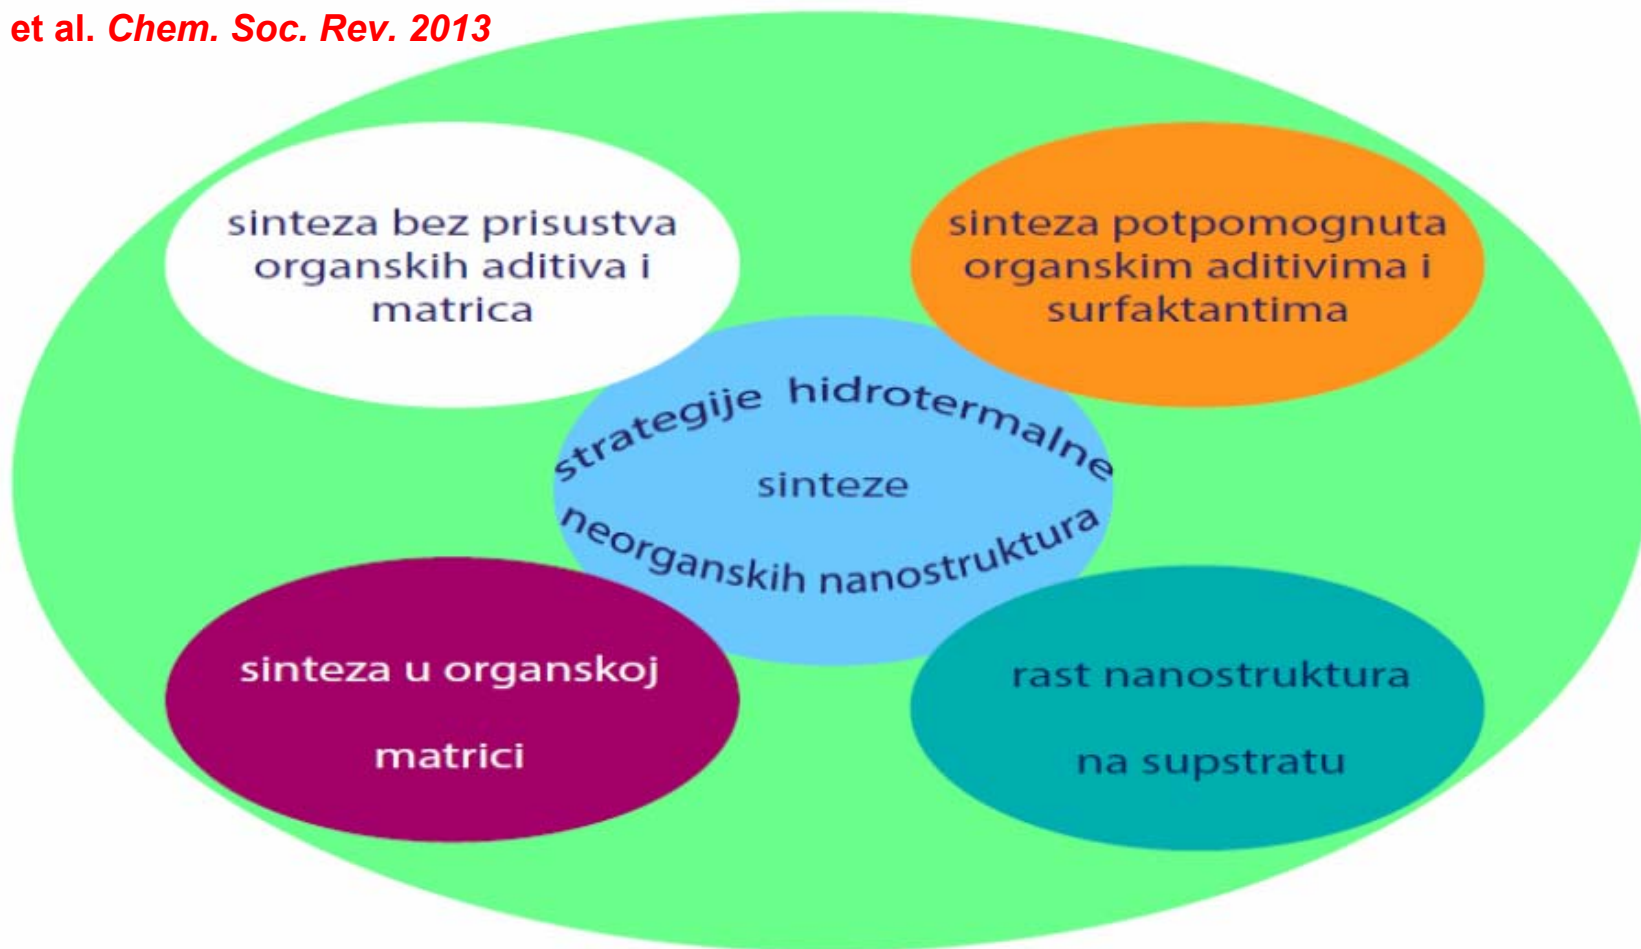 et al. Chem. Soc. Rev. 2013
sinteza bez prisustva
organskih aditiva i
matrica
sinteza potpomognuta
organskim aditivima i
surfaktantima
strategije hidrotermalne
sinteze
neorganskih nanostruktura
sinteza u organskoj
matrici
rast nanostruktura
na supstratu